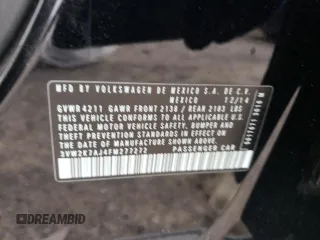 MFD. BY VOLKSWAGEN DE MEXICO S.A. DE C.V.
MEXICO 12/14
GVWR 4211 GAWR FRONT 2138 / REAR 2183 LBS
THIS VEHICLE CONFORMS TO ALL APPLICABLE
U.S. FEDERAL MOTOR VEHICLE SAFETY, BUMPER AND
THEFT PREVENTION STANDARDS IN EFFECT ON THE
DATE OF MANUFACTURE SHOWN ABOVE.
PASSENGER CAR
DREAMBID